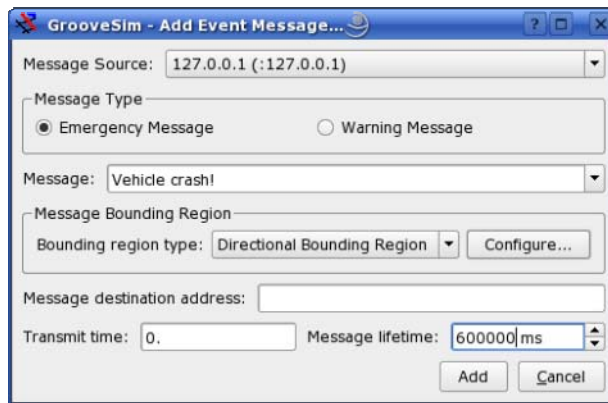 GrooveSim - Add Event Message...
Message Source: 127.0.0.1 (:127.0.0.1)
Message Type
Emergency Message Warning Message
Message: Vehicle crash!
Message Bounding Region
Bounding region type: Directional Bounding Region Configure...
Message destination address:
Transmit time: 0. Message lifetime: 600000 ms
Add Cancel